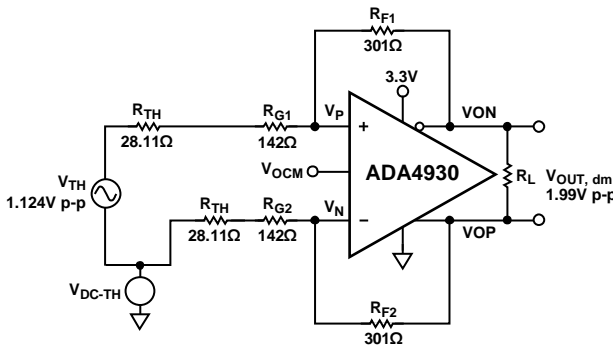 RF1
301Ω
3.3V
RTH
28.11Ω
RG1
142Ω
VP
+
VON
VOCM
ADA4930
RL
VOUT, dm
1.99V p-p
VTH
1.124V p-p
RTH
28.11Ω
RG2
142Ω
VN
–
VOP
VDC-TH
RF2
301Ω